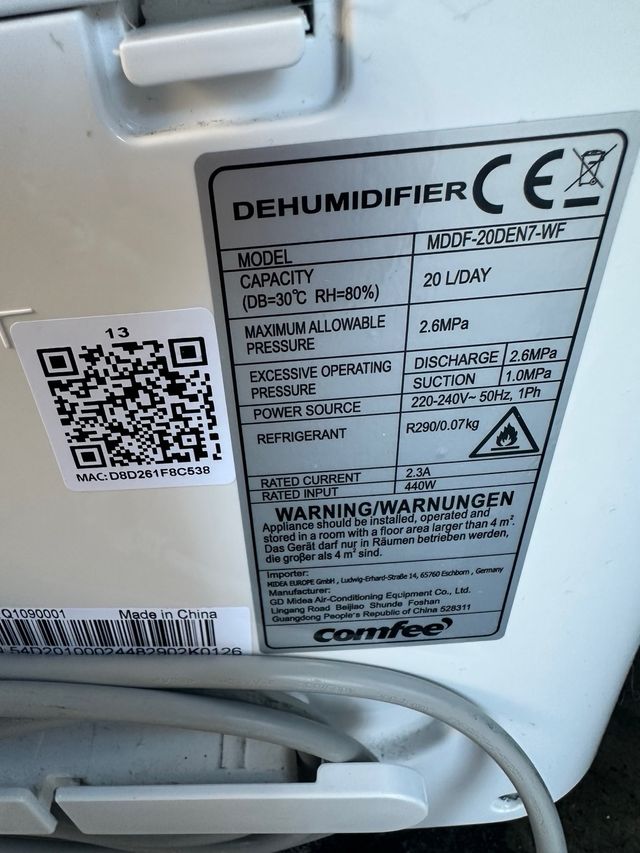 DEHUMIDIFIER CE
MODEL MDDF-20DEN7-WF
CAPACITY
(DB=30℃ RH=80%) 20 L/DAY
MAXIMUM ALLOWABLE
PRESSURE 2.6MPa
EXCESSIVE OPERATING
PRESSURE
DISCHARGE 2.6MPa
SUCTION 1.0MPa
POWER SOURCE 220-240V~ 50Hz, 1Ph
REFRIGERANT R290/0.07kg
RATED CURRENT 2.3A
RATED INPUT 440W
WARNING/WARNUNGEN
Appliance should be installed, operated and
stored in a room with a floor area larger than 4 m².
Das Gerät darf nur in Räumen betrieben werden,
die großer als 4 m² sind.
Importer:
MIDEA EUROPE GmbH , Ludwig-Erhard-Straße 14, 65760 Eschborn , Germany
Manufacturer:
GD Midea Air-Conditioning Equipment Co., Ltd.
Lingang Road Beijiao Shunde Foshan
Guangdong People's Republic of China 528311
comfee
13
MAC:D8D261F8C538
Q1090001 Made in China
54D20100024482902K0126